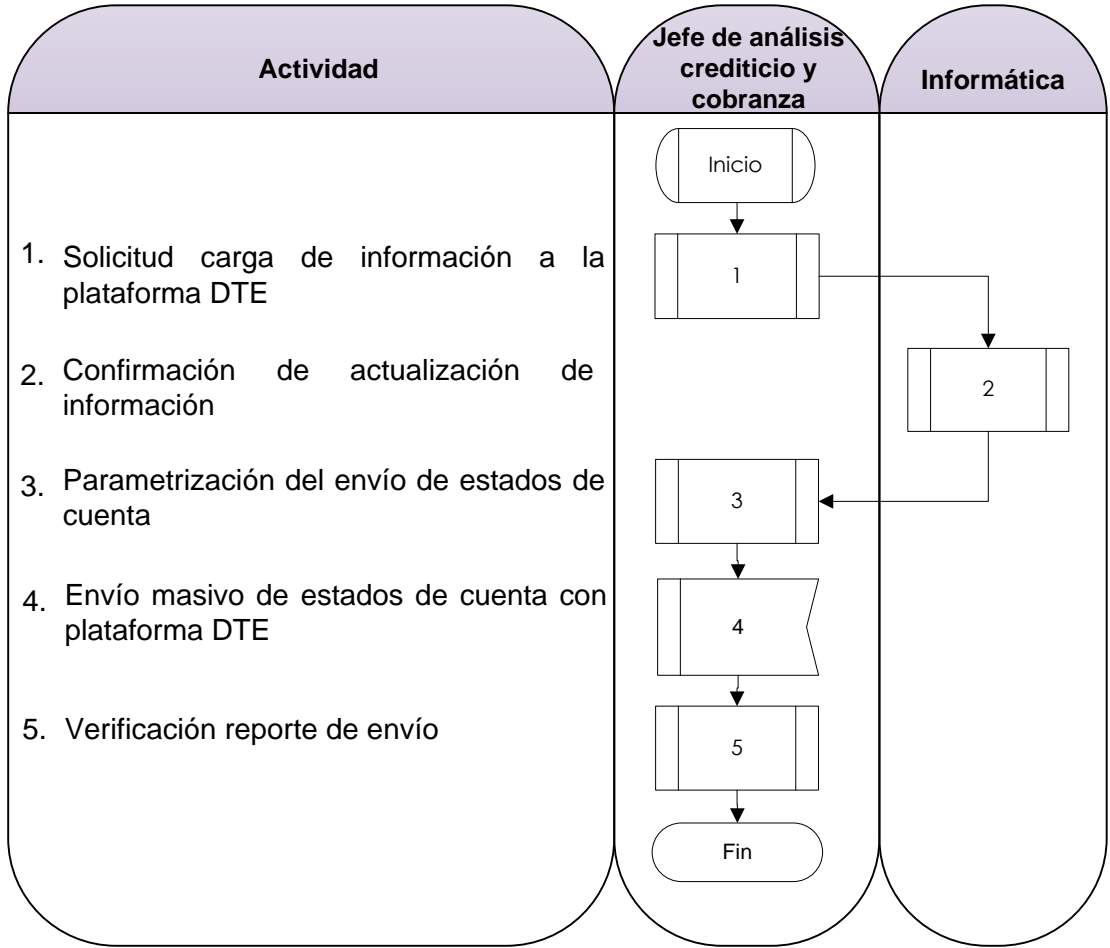 Actividad
Jefe de análisis
crediticio y
cobranza
Informática
Inicio
1. Solicitud carga de información a la
plataforma DTE
1
2. Confirmación de actualización de
información
2
3. Parametrización del envío de estados de
cuenta
3
4. Envío masivo de estados de cuenta con
plataforma DTE
4
5. Verificación reporte de envío
5
Fin